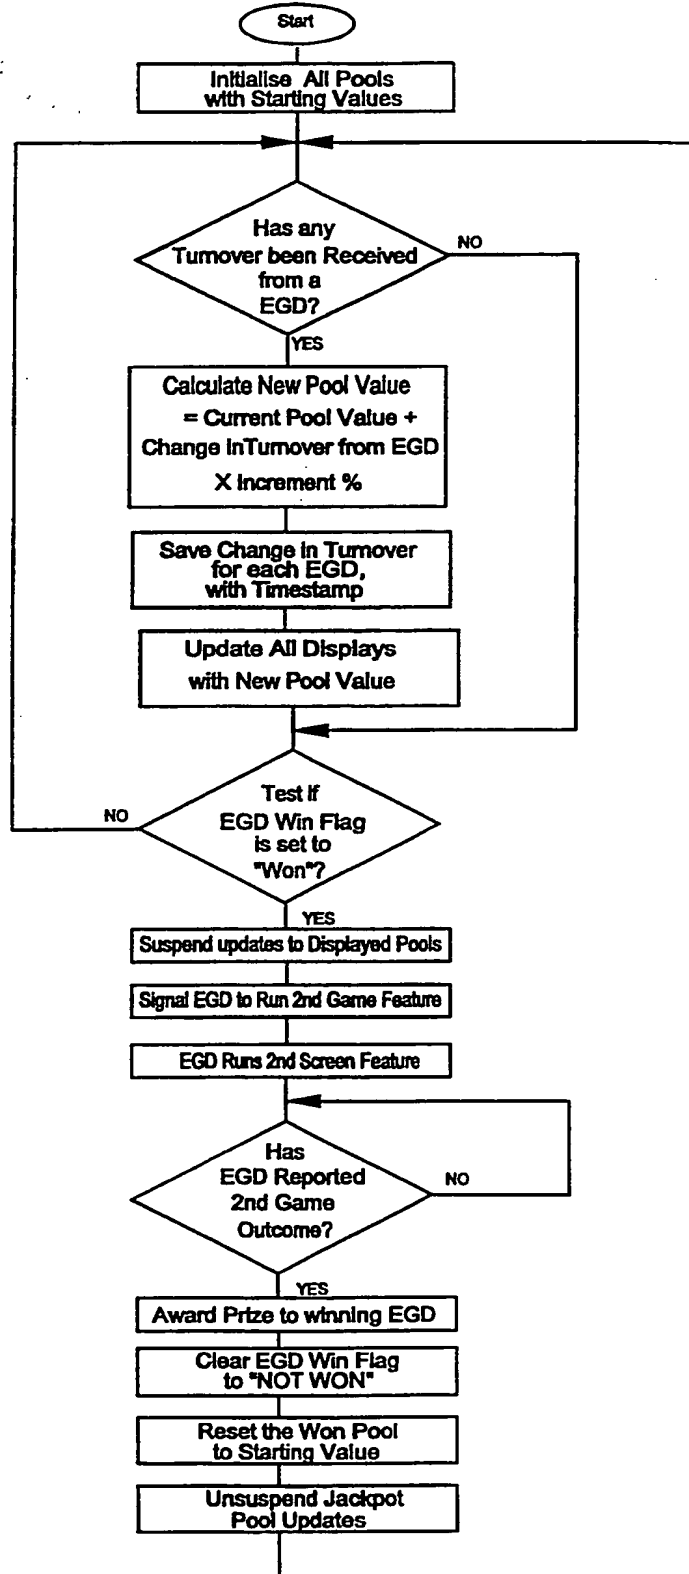 Start
Initialise All Pools
with Starting Values
Has any
Turnover been Received
from a
EGD?
NO
YES
Calculate New Pool Value
= Current Pool Value +
Change inTurnover from EGD
X Increment %
Save Change in Turnover
for each EGD,
with Timestamp
Update All Displays
with New Pool Value
Test if
EGD Win Flag
is set to
"Won"?
NO
YES
Suspend updates to Displayed Pools
Signal EGD to Run 2nd Game Feature
EGD Runs 2nd Screen Feature
Has
EGD Reported
2nd Game
Outcome?
NO
YES
Award Prize to winning EGD
Clear EGD Win Flag
to "NOT WON"
Reset the Won Pool
to Starting Value
Unsuspend Jackpot
Pool Updates